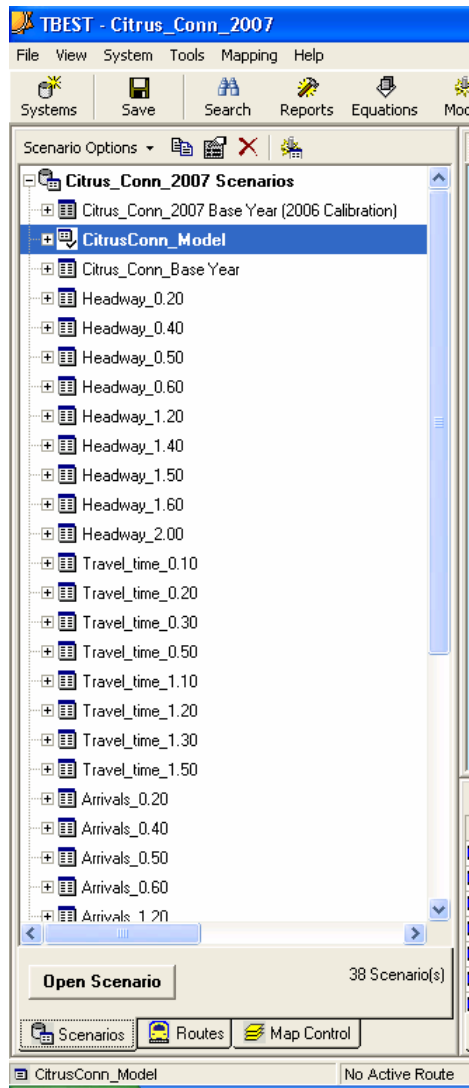 TBEST - Citrus_Conn_2007
File View System Tools Mapping Help
Systems Save Search Reports Equations
Scenario Options
Citrus_Conn_2007 Scenarios
Citrus_Conn_2007 Base Year (2006 Calibration)
CitrusConn_Model
Citrus_Conn_Base Year
Headway_0.20
Headway_0.40
Headway_0.50
Headway_0.60
Headway_1.20
Headway_1.40
Headway_1.50
Headway_1.60
Headway_2.00
Travel_time_0.10
Travel_time_0.20
Travel_time_0.30
Travel_time_0.50
Travel_time_1.10
Travel_time_1.20
Travel_time_1.30
Travel_time_1.50
Arrivals_0.20
Arrivals_0.40
Arrivals_0.50
Arrivals_0.60
Arrivals_1.20
Open Scenario 38 Scenario(s)
Scenarios Routes Map Control
CitrusConn_Model No Active Route